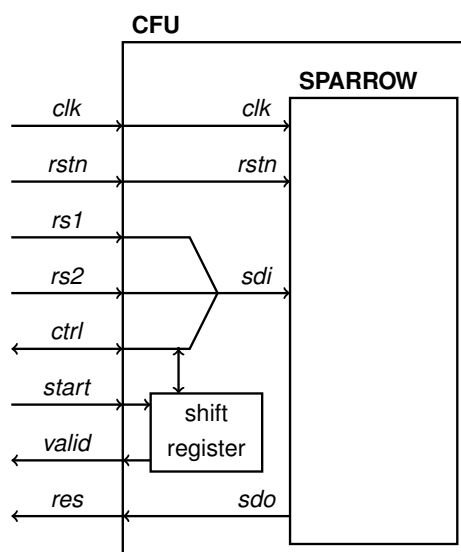 CFU
SPARROW
clk clk
rstn rstn
rs1
rs2 sdi
ctrl
start
shift
register
valid
res sdo